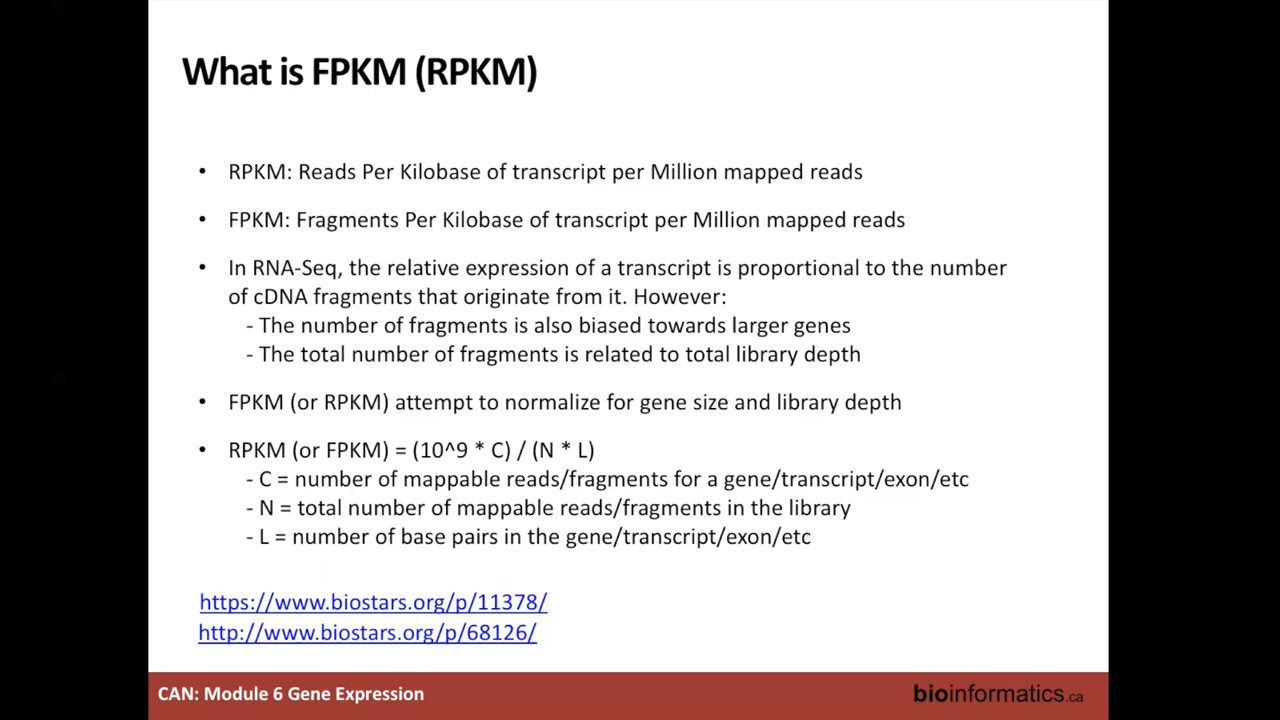 What is FPKM (RPKM)
• RPKM: Reads Per Kilobase of transcript per Million mapped reads
• FPKM: Fragments Per Kilobase of transcript per Million mapped reads
• In RNA-Seq, the relative expression of a transcript is proportional to the number
of cDNA fragments that originate from it. However:
- The number of fragments is also biased towards larger genes
- The total number of fragments is related to total library depth
• FPKM (or RPKM) attempt to normalize for gene size and library depth
• RPKM (or FPKM) = (10^9 * C) / (N * L)
- C = number of mappable reads/fragments for a gene/transcript/exon/etc
- N = total number of mappable reads/fragments in the library
- L = number of base pairs in the gene/transcript/exon/etc
https://www.biostars.org/p/11378/
http://www.biostars.org/p/68126/
CAN: Module 6 Gene Expression
bioinformatics.ca